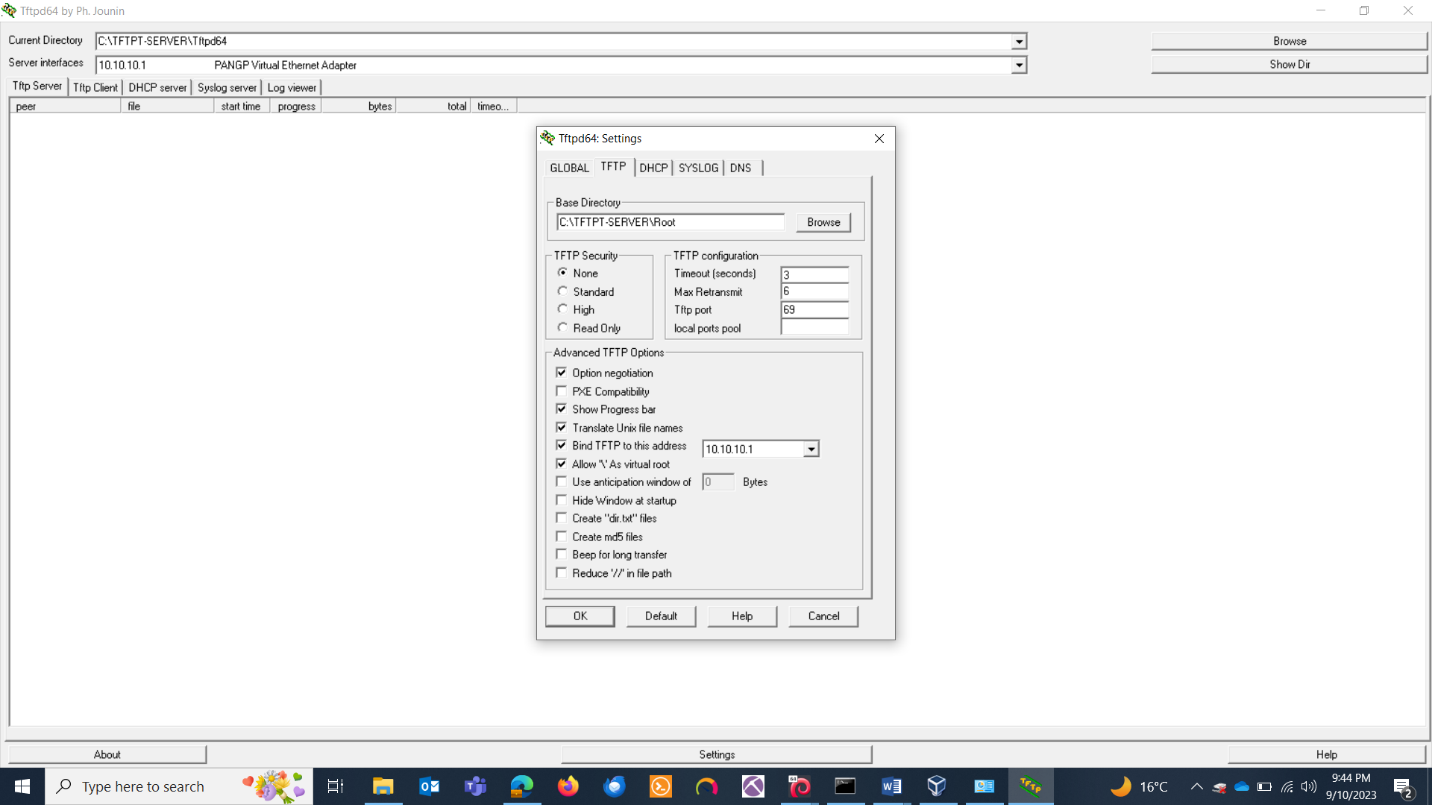 Tftpd64 by Ph. Jounin
Current Directory C:\TFTPT-SERVER\Tftpd64 Browse
Server interfaces 10.10.10.1 PANGP Virtual Ethernet Adapter Show Dir
Tftp Server Tftp Client DHCP server Syslog server Log viewer
peer file start time progress bytes total timeo...
Tftpd64: Settings
GLOBAL TFTP DHCP SYSLOG DNS
Base Directory
C:\TFTPT-SERVER\Root Browse
TFTP Security
None
Standard
High
Read Only
TFTP configuration
Timeout (seconds) 3
Max Retransmit 6
Tftp port 69
local ports pool
Advanced TFTP Options
Option negotiation
PXE Compatibility
Show Progress bar
Translate Unix file names
Bind TFTP to this address 10.10.10.1
Allow '\' As virtual root
Use anticipation window of 0 Bytes
Hide Window at startup
Create "dir.txt" files
Create md5 files
Beep for long transfer
Reduce '//' in file path
OK Default Help Cancel
About Settings Help
Type here to search
16°C
9:44 PM
9/10/2023
2